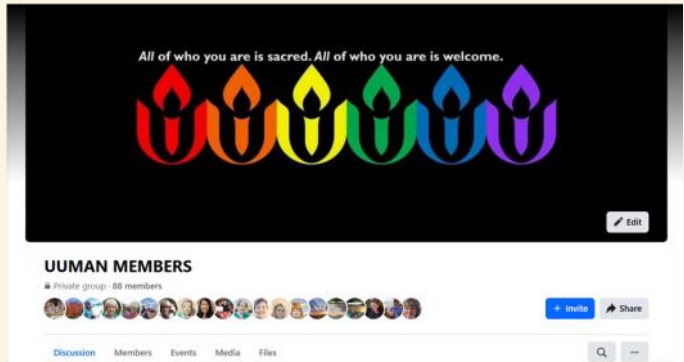 All of who you are is sacred. All of who you are is welcome.
Edit
UUMAN MEMBERS
Private group · 88 members
+ Invite
Share
Discussion Members Events Media Files